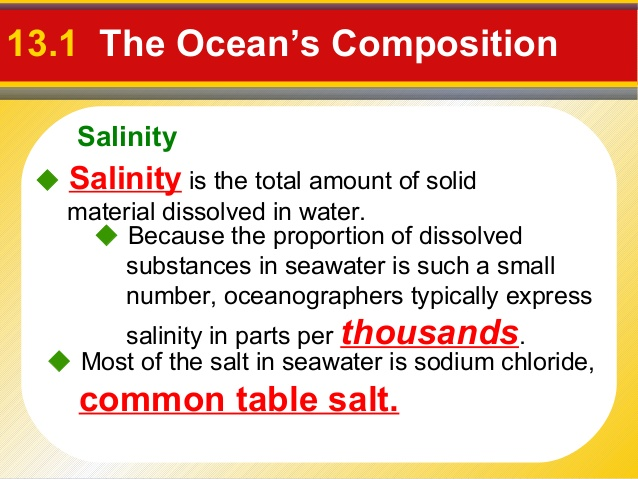 13.1 The Ocean’s Composition
Salinity
Salinity is the total amount of solid
material dissolved in water.
Because the proportion of dissolved
substances in seawater is such a small
number, oceanographers typically express
salinity in parts per thousands.
Most of the salt in seawater is sodium chloride,
common table salt.